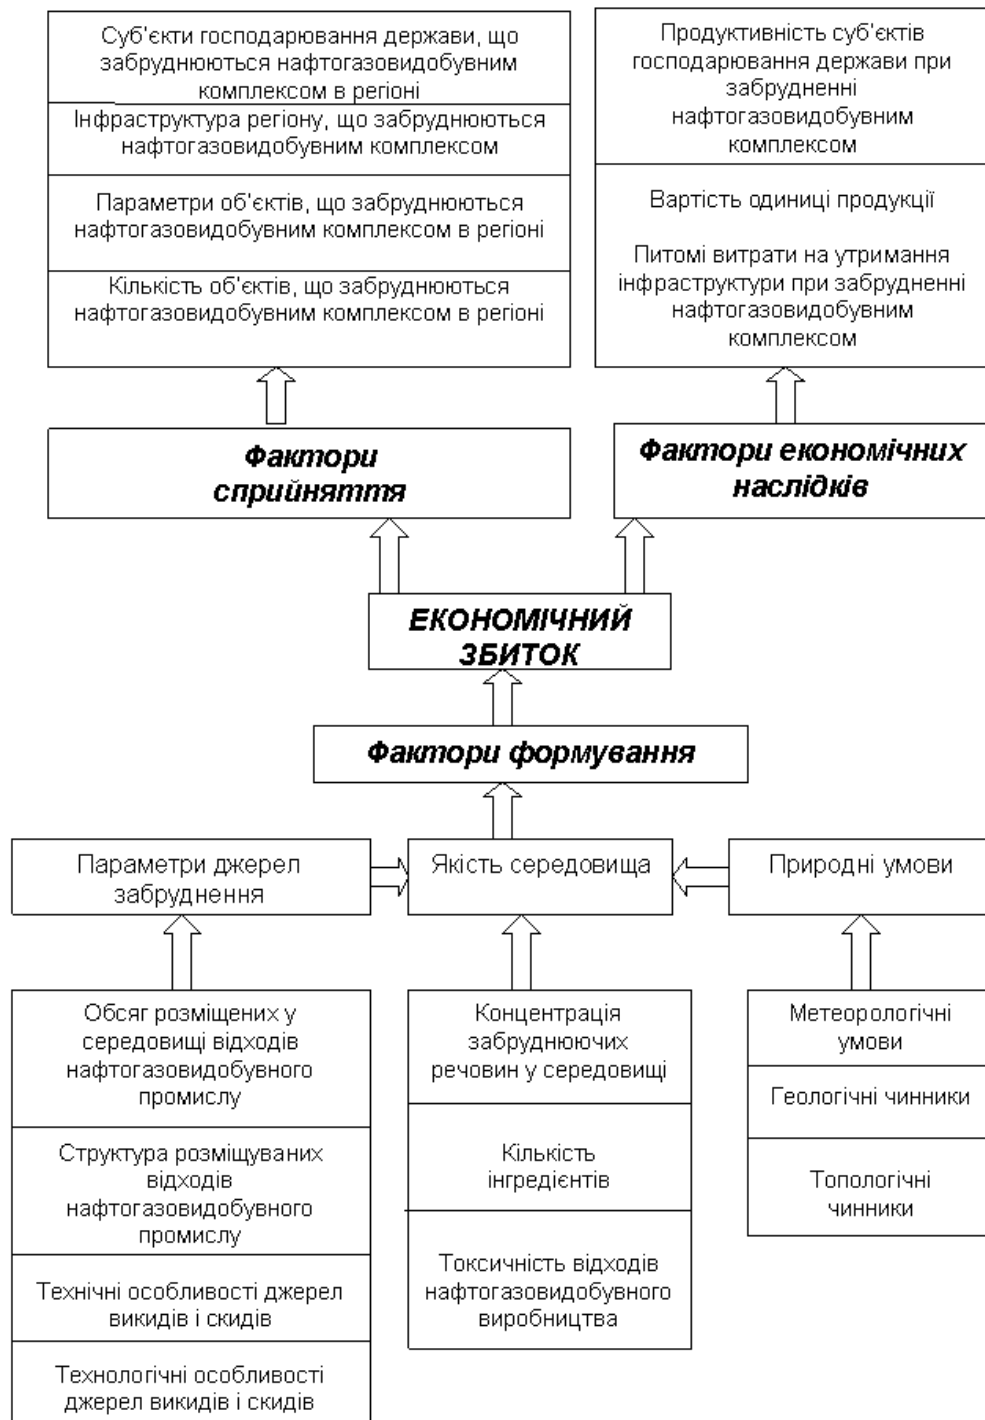 Суб'єкти господарювання держави, що
забруднюються нафтогазовидобувним
комплексом в регіоні
Інфраструктура регіону, що забруднюються
нафтогазовидобувним комплексом
Параметри об'єктів, що забруднюються
нафтогазовидобувним комплексом в регіоні
Кількість об'єктів, що забруднюються
нафтогазовидобувним комплексом в регіоні
Продуктивність суб'єктів
господарювання держави при
забрудненні
нафтогазовидобувним
комплексом
Вартість одиниці продукції
Питомі витрати на утримання
інфраструктури при забрудненні
нафтогазовидобувним
комплексом
Фактори
сприйняття
Фактори економічних
наслідків
ЕКОНОМІЧНИЙ
ЗБИТОК
Фактори формування
Параметри джерел
забруднення
Якість середовища
Природні умови
Обсяг розміщених у
середовищі відходів
нафтогазовидобувного
промислу
Структура розміщуваних
відходів
нафтогазовидобувного
промислу
Технічні особливості джерел
викидів і скидів
Технологічні особливості
джерел викидів і скидів
Концентрація
забруднюючих
речовин у середовищі
Кількість
інгредієнтів
Токсичність відходів
нафтогазовидобувного
виробництва
Метеорологічні
умови
Геологічні чинники
Топологічні
чинники